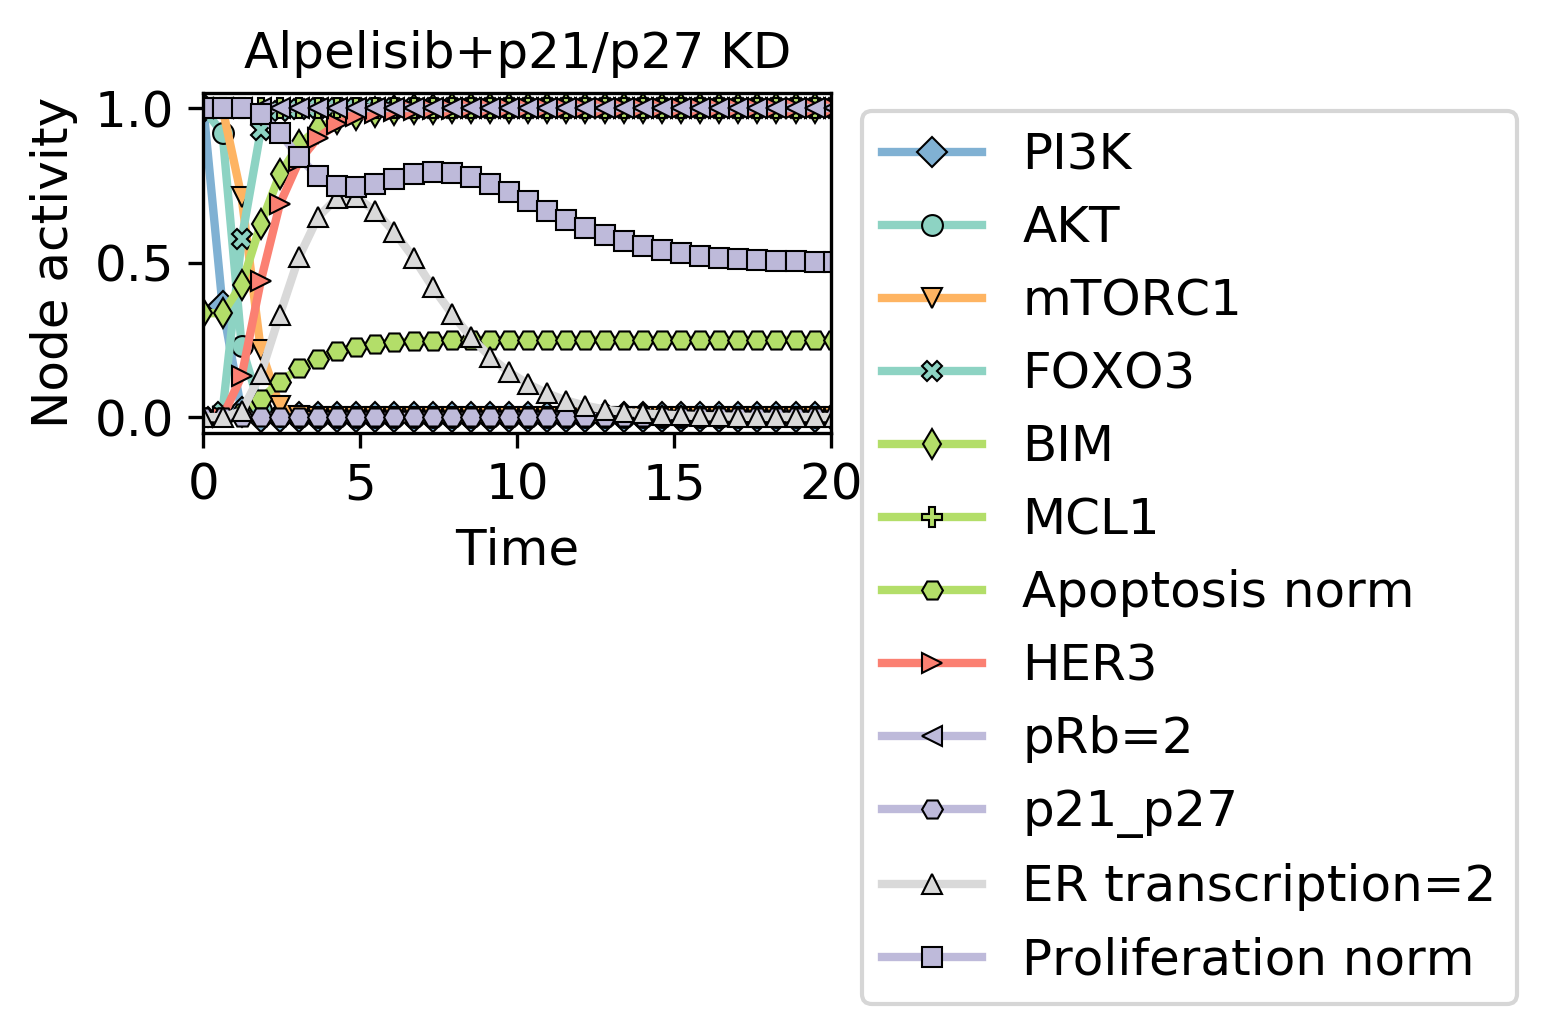 Alpelisib+p21/p27 KD
Node activity
1.0
0.5
0.0
0 5 10 15 20
Time
PI3K
AKT
mTORC1
FOXO3
BIM
MCL1
Apoptosis norm
HER3
pRb=2
p21_p27
ER transcription=2
Proliferation norm